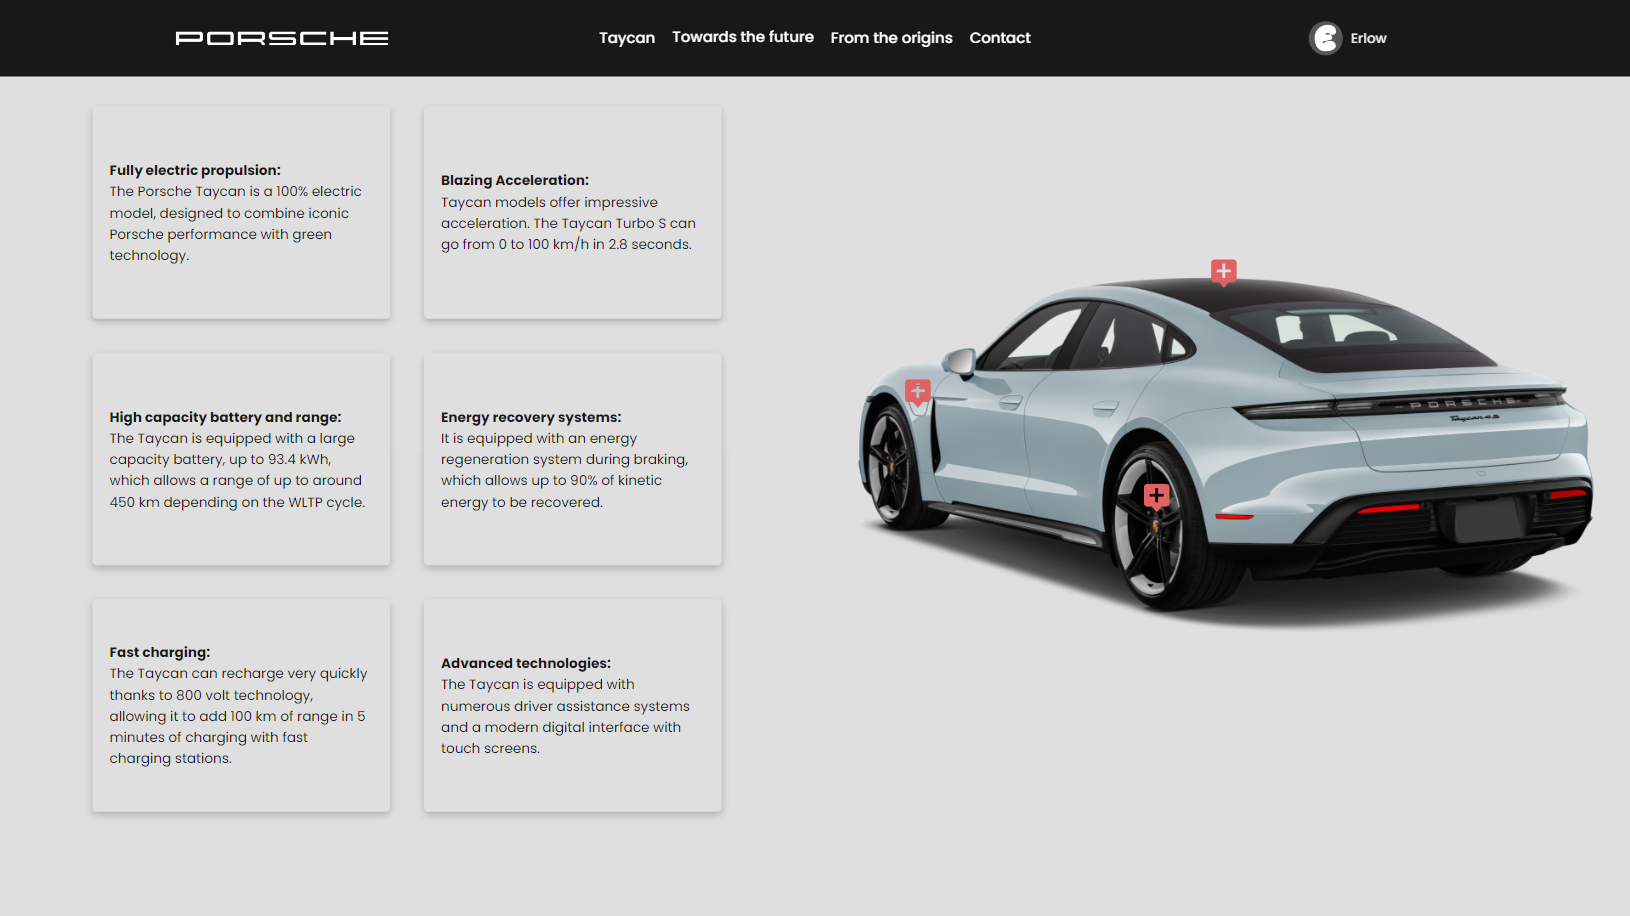 PORSCHE
Taycan
Towards the future
From the origins
Contact
Erlow
Fully electric propulsion:
The Porsche Taycan is a 100% electric
model, designed to combine iconic
Porsche performance with green
technology.
Blazing Acceleration:
Taycan models offer impressive
acceleration. The Taycan Turbo S can
go from 0 to 100 km/h in 2.8 seconds.
High capacity battery and range:
The Taycan is equipped with a large
capacity battery, up to 93.4 kWh,
which allows a range of up to around
450 km depending on the WLTP cycle.
Energy recovery systems:
It is equipped with an energy
regeneration system during braking,
which allows up to 90% of kinetic
energy to be recovered.
Fast charging:
The Taycan can recharge very quickly
thanks to 800 volt technology,
allowing it to add 100 km of range in 5
minutes of charging with fast
charging stations.
Advanced technologies:
The Taycan is equipped with
numerous driver assistance systems
and a modern digital interface with
touch screens.
PORSCHE
Taycan 4S